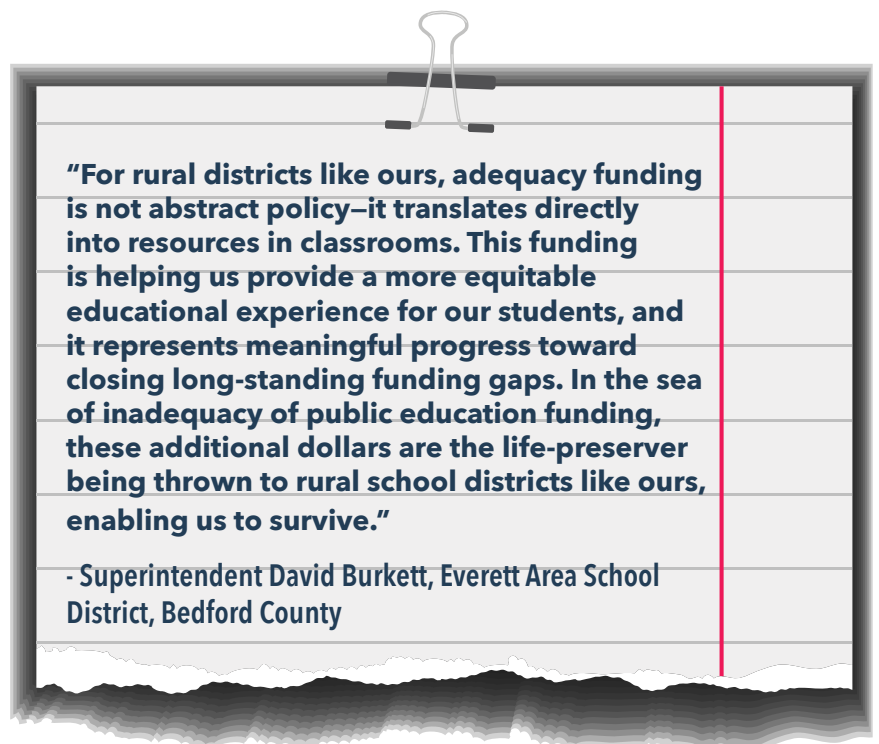 “For rural districts like ours, adequacy funding
is not abstract policy—it translates directly
into resources in classrooms. This funding
is helping us provide a more equitable
educational experience for our students, and
it represents meaningful progress toward
closing long-standing funding gaps. In the sea
of inadequacy of public education funding,
these additional dollars are the life-preserver
being thrown to rural school districts like ours,
enabling us to survive.”
- Superintendent David Burkett, Everett Area School
District, Bedford County